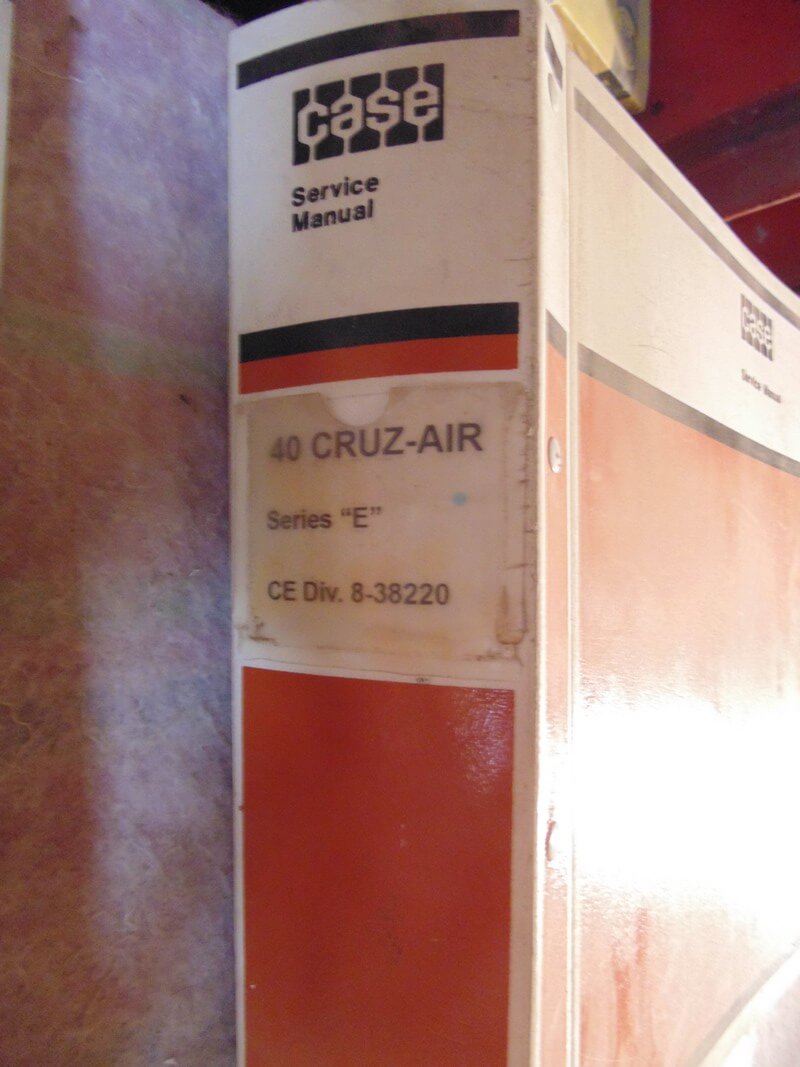 case
Service
Manual
40 CRUZ-AIR
Series “E”
CE Div. 8-38220
case
Service Manual